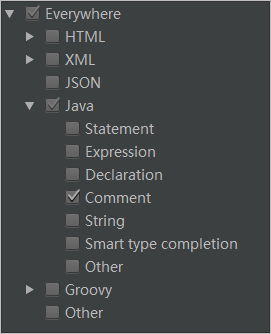 Everywhere
HTML
XML
JSON
Java
Statement
Expression
Declaration
Comment
String
Smart type completion
Other
Groovy
Other